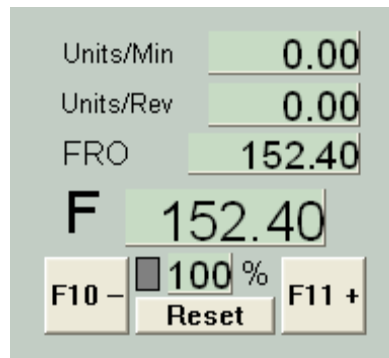 Units/Min 0.00
Units/Rev 0.00
FRO 152.40
F 152.40
F10 – 100 % F11 +
Reset